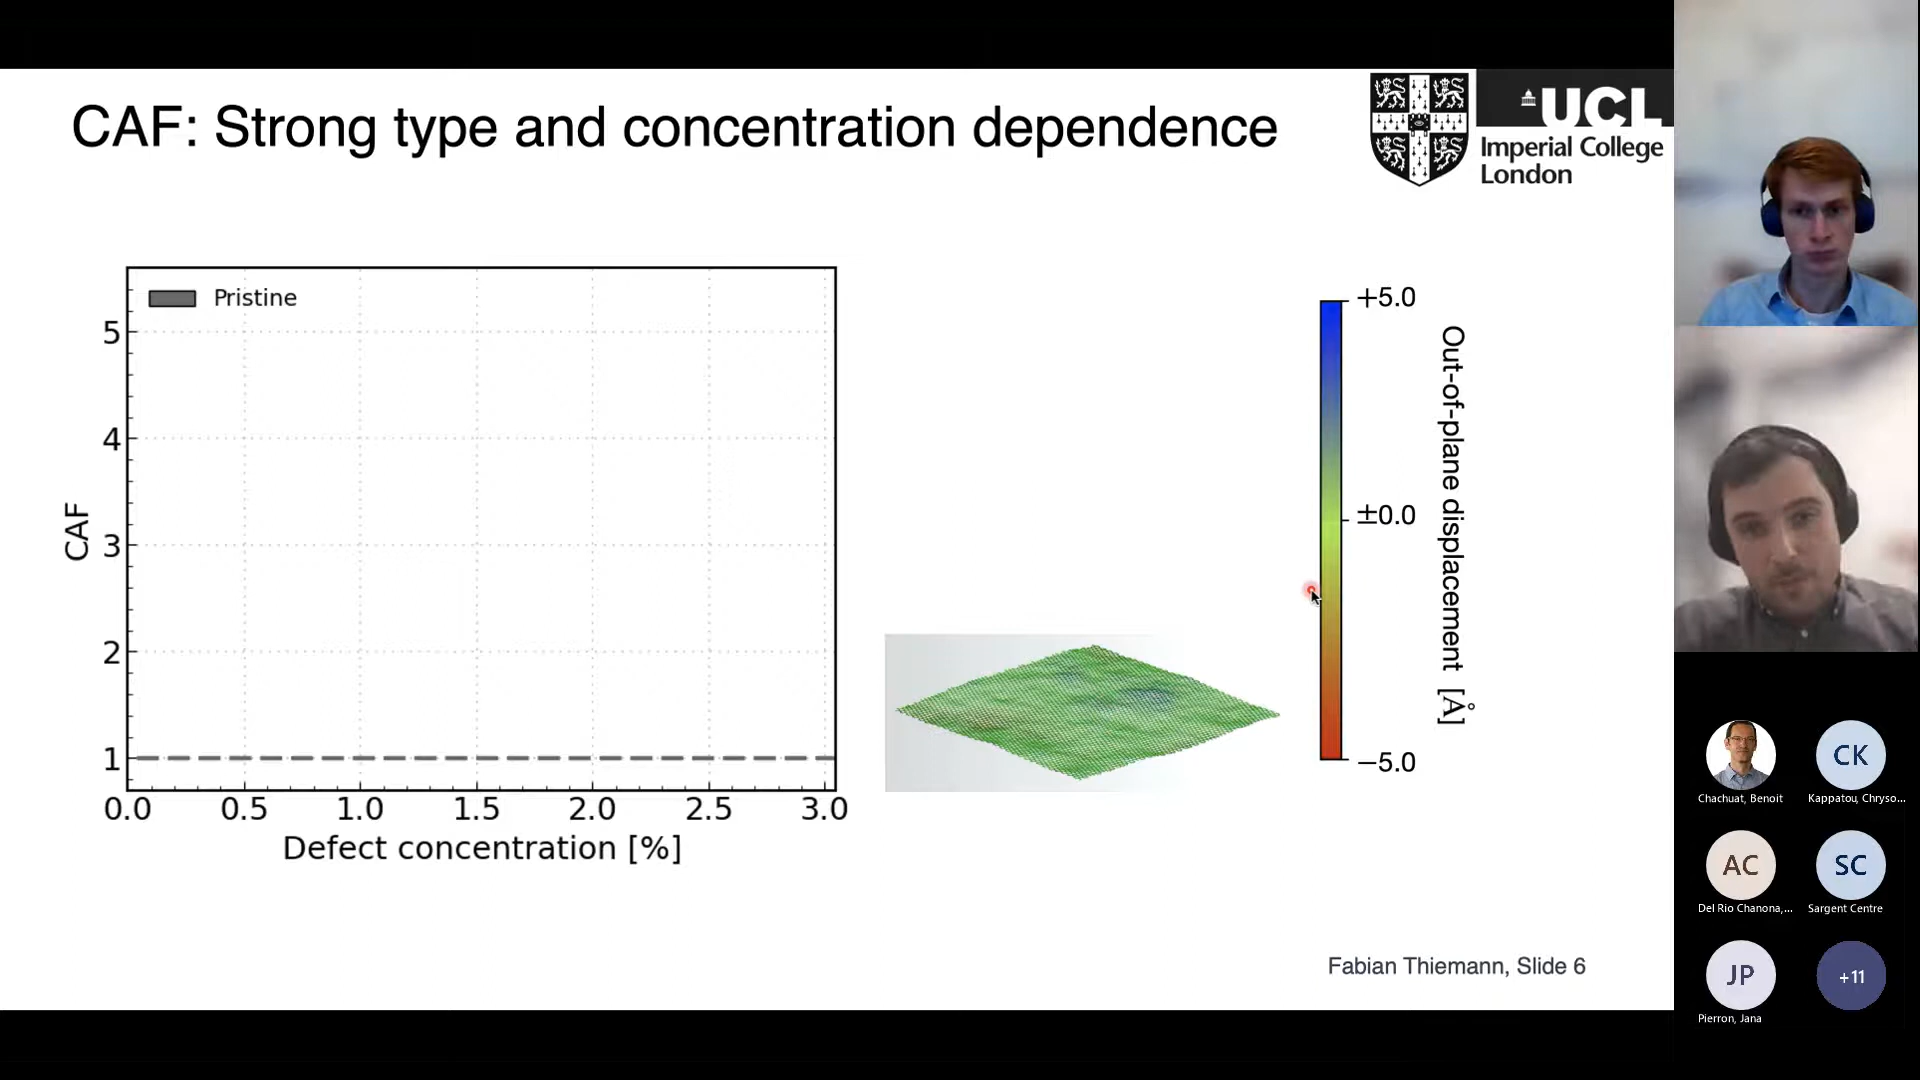 CAF: Strong type and concentration dependence
UCL
Imperial College
London
Pristine
5
4
3
2
1
CAF
0.0 0.5 1.0 1.5 2.0 2.5 3.0
Defect concentration [%]
+5.0
±0.0
−5.0
Out-of-plane displacement [Å]
Fabian Thiemann, Slide 6
Chachuat, Benoit
CK
Kappatou, Chryso...
AC
Del Rio Chanona,...
SC
Sargent Centre
JP
Pierron, Jana
+11